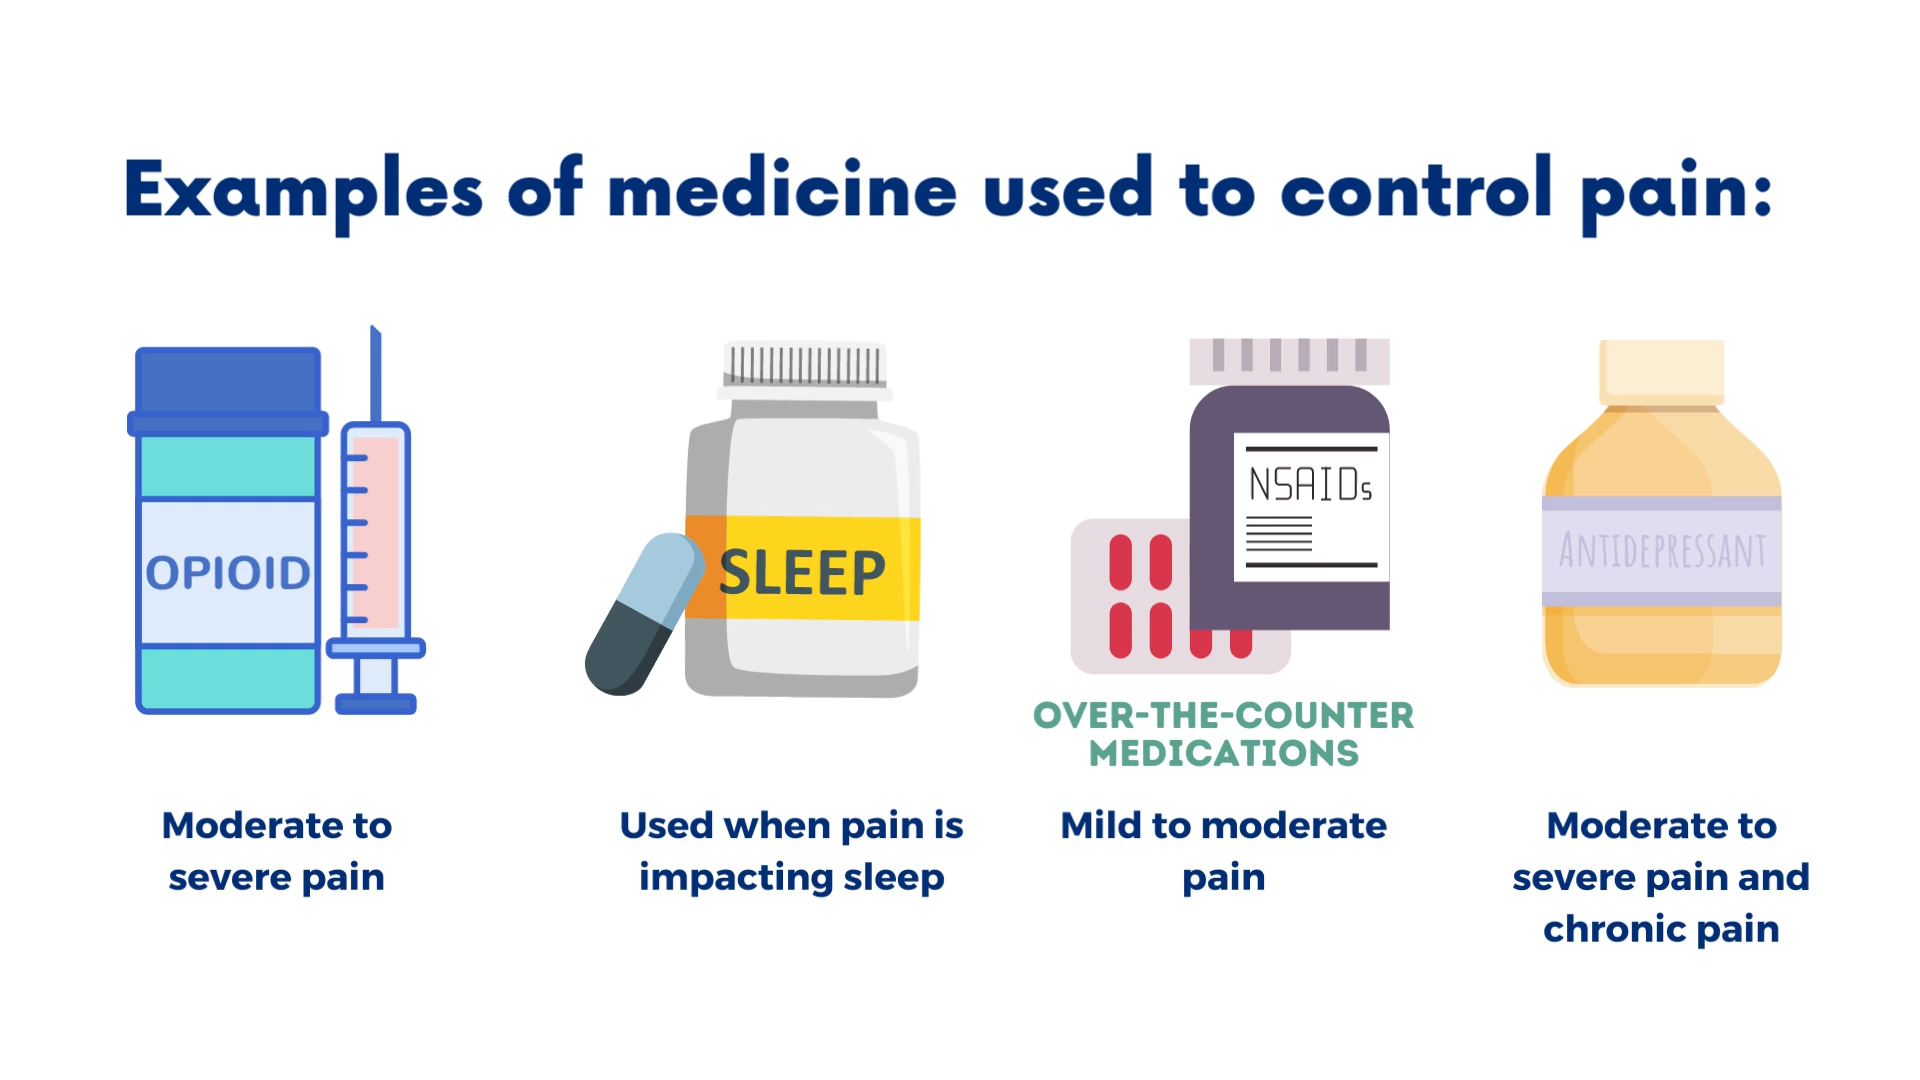 Examples of medicine used to control pain:
OPIOID
SLEEP
NSAIDs
ANTIDEPRESSANT
OVER-THE-COUNTER
MEDICATIONS
Moderate to
severe pain
Used when pain is
impacting sleep
Mild to moderate
pain
Moderate to
severe pain and
chronic pain